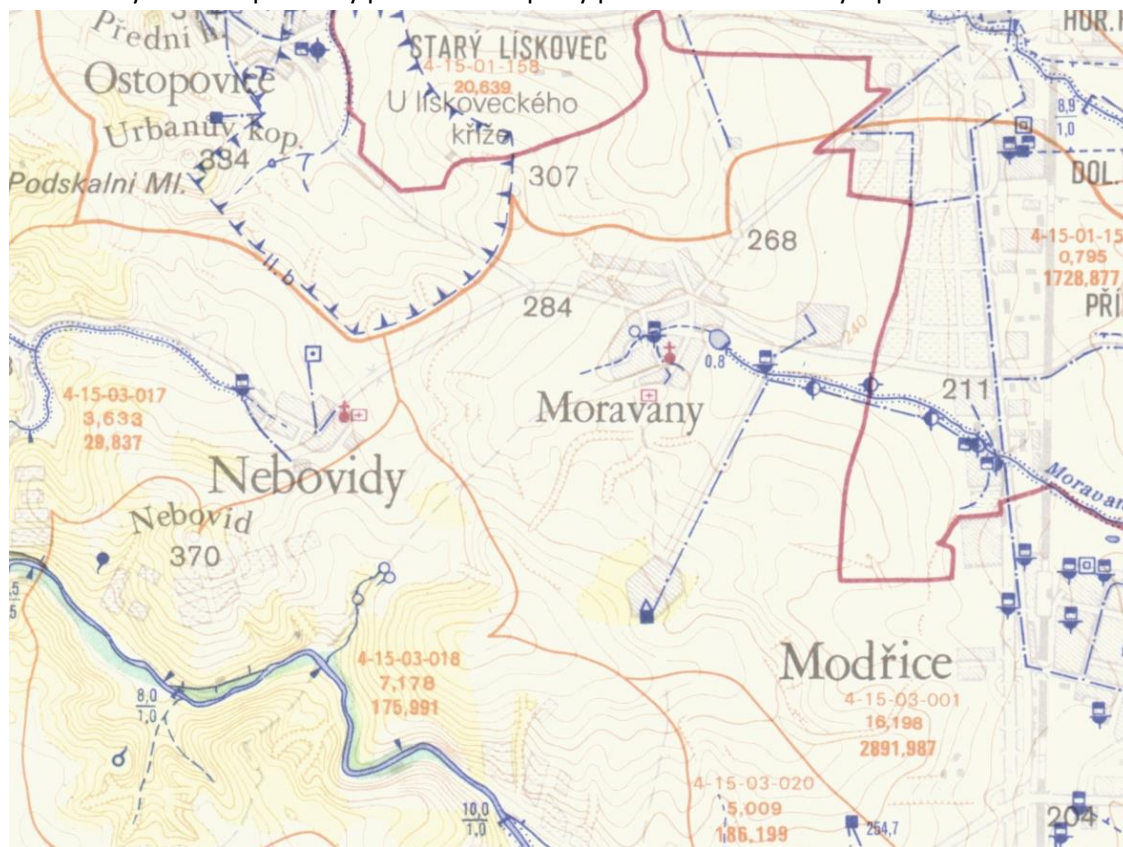 Přední h.
STARÝ LÍSKOVEC
4-15-01-158
20,639
Ostopovice
U lískoveckého
kříže
Urbanův kop.
334
Podskalní Ml.
307
8,9
1,0
DOL.
268
4-15-01-15
0,795
1728,877
II.b
284
PŘÍ
240
0,8
4-15-03-017
3,633
29,837
211
Moravany
Nebovidy
Moravan
Nebovid
370
4-15-03-018
7,178
175,991
8,0
1,0
Modřice
4-15-03-001
16,198
2891,987
4-15-03-020
5,009
186,199
10,0
1,0
254,7
204